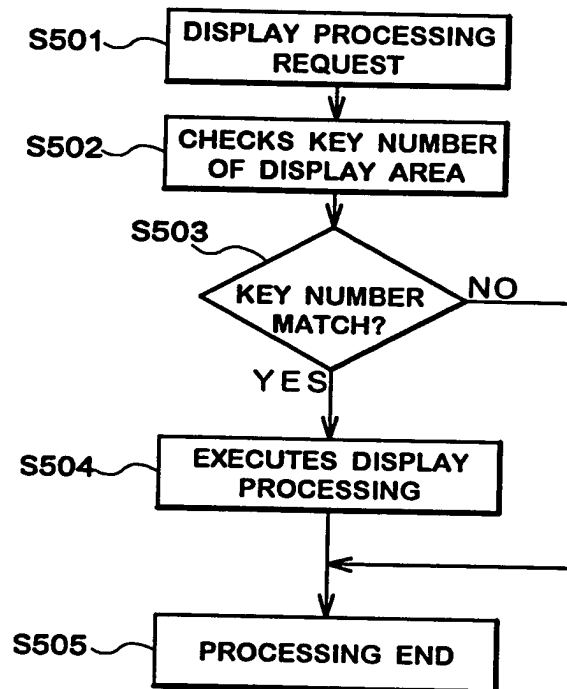 S501
DISPLAY PROCESSING
REQUEST
S502
CHECKS KEY NUMBER
OF DISPLAY AREA
S503
KEY NUMBER
MATCH?
NO
YES
S504
EXECUTES DISPLAY
PROCESSING
S505
PROCESSING END